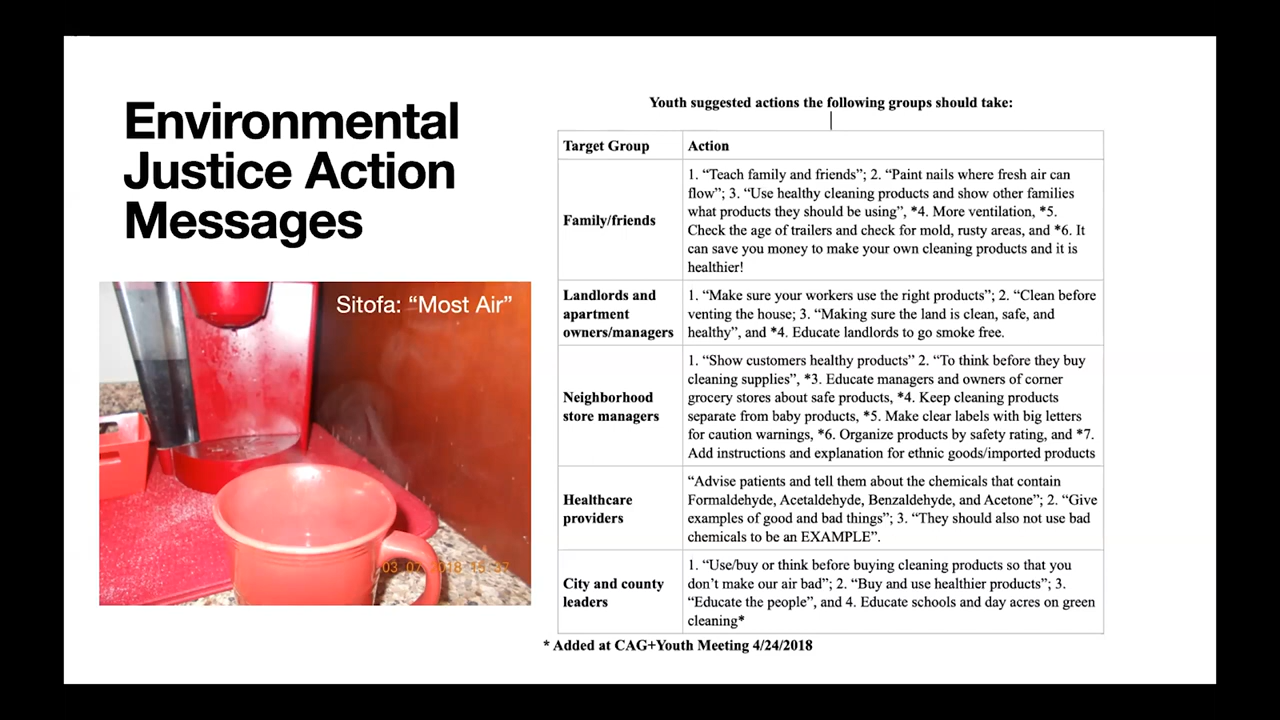 Environmental
Justice Action
Messages
Sitofa: “Most Air”
03 07 2018 15:37
Youth suggested actions the following groups should take:
Target Group
Action
Family/friends
1. “Teach family and friends”; 2. “Paint nails where fresh air can
flow”; 3. “Use healthy cleaning products and show other families
what products they should be using”, *4. More ventilation, *5.
Check the age of trailers and check for mold, rusty areas, and *6. It
can save you money to make your own cleaning products and it is
healthier!
Landlords and
apartment
owners/managers
1. “Make sure your workers use the right products”; 2. “Clean before
venting the house; 3. “Making sure the land is clean, safe, and
healthy”, and *4. Educate landlords to go smoke free.
Neighborhood
store managers
1. “Show customers healthy products” 2. “To think before they buy
cleaning supplies”, *3. Educate managers and owners of corner
grocery stores about safe products, *4. Keep cleaning products
separate from baby products, *5. Make clear labels with big letters
for caution warnings, *6. Organize products by safety rating, and *7.
Add instructions and explanation for ethnic goods/imported products
Healthcare
providers
“Advise patients and tell them about the chemicals that contain
Formaldehyde, Acetaldehyde, Benzaldehyde, and Acetone”; 2. “Give
examples of good and bad things”; 3. “They should also not use bad
chemicals to be an EXAMPLE”.
City and county
leaders
1. “Use/buy or think before buying cleaning products so that you
don’t make our air bad”; 2. “Buy and use healthier products”; 3.
“Educate the people”, and 4. Educate schools and day acres on green
cleaning*
* Added at CAG+Youth Meeting 4/24/2018